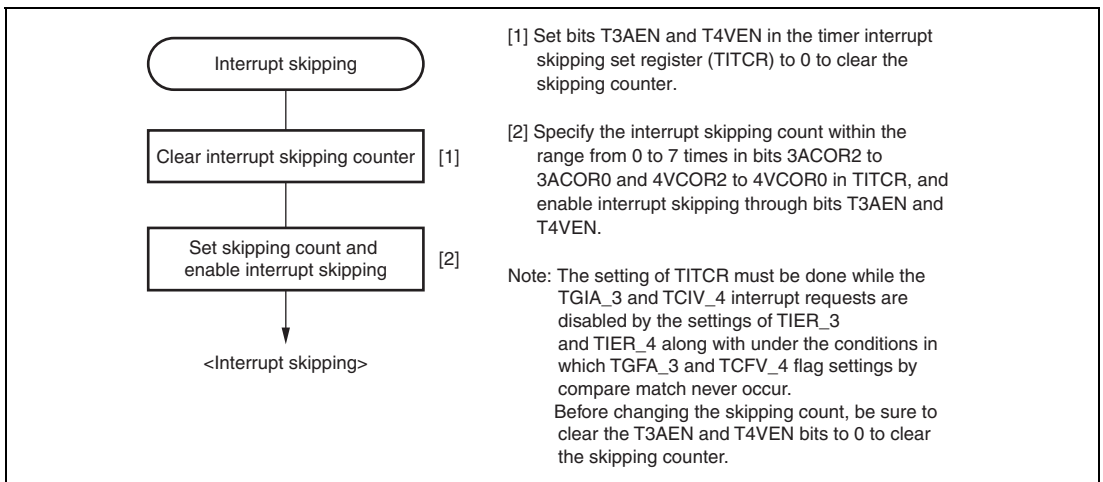 Interrupt skipping
Clear interrupt skipping counter
[1]
Set skipping count and
enable interrupt skipping
[2]
<Interrupt skipping>
[1] Set bits T3AEN and T4VEN in the timer interrupt
skipping set register (TITCR) to 0 to clear the
skipping counter.
[2] Specify the interrupt skipping count within the
range from 0 to 7 times in bits 3ACOR2 to
3ACOR0 and 4VCOR2 to 4VCOR0 in TITCR, and
enable interrupt skipping through bits T3AEN and
T4VEN.
Note: The setting of TITCR must be done while the
TGIA_3 and TCIV_4 interrupt requests are
disabled by the settings of TIER_3
and TIER_4 along with under the conditions in
which TGFA_3 and TCFV_4 flag settings by
compare match never occur.
Before changing the skipping count, be sure to
clear the T3AEN and T4VEN bits to 0 to clear
the skipping counter.